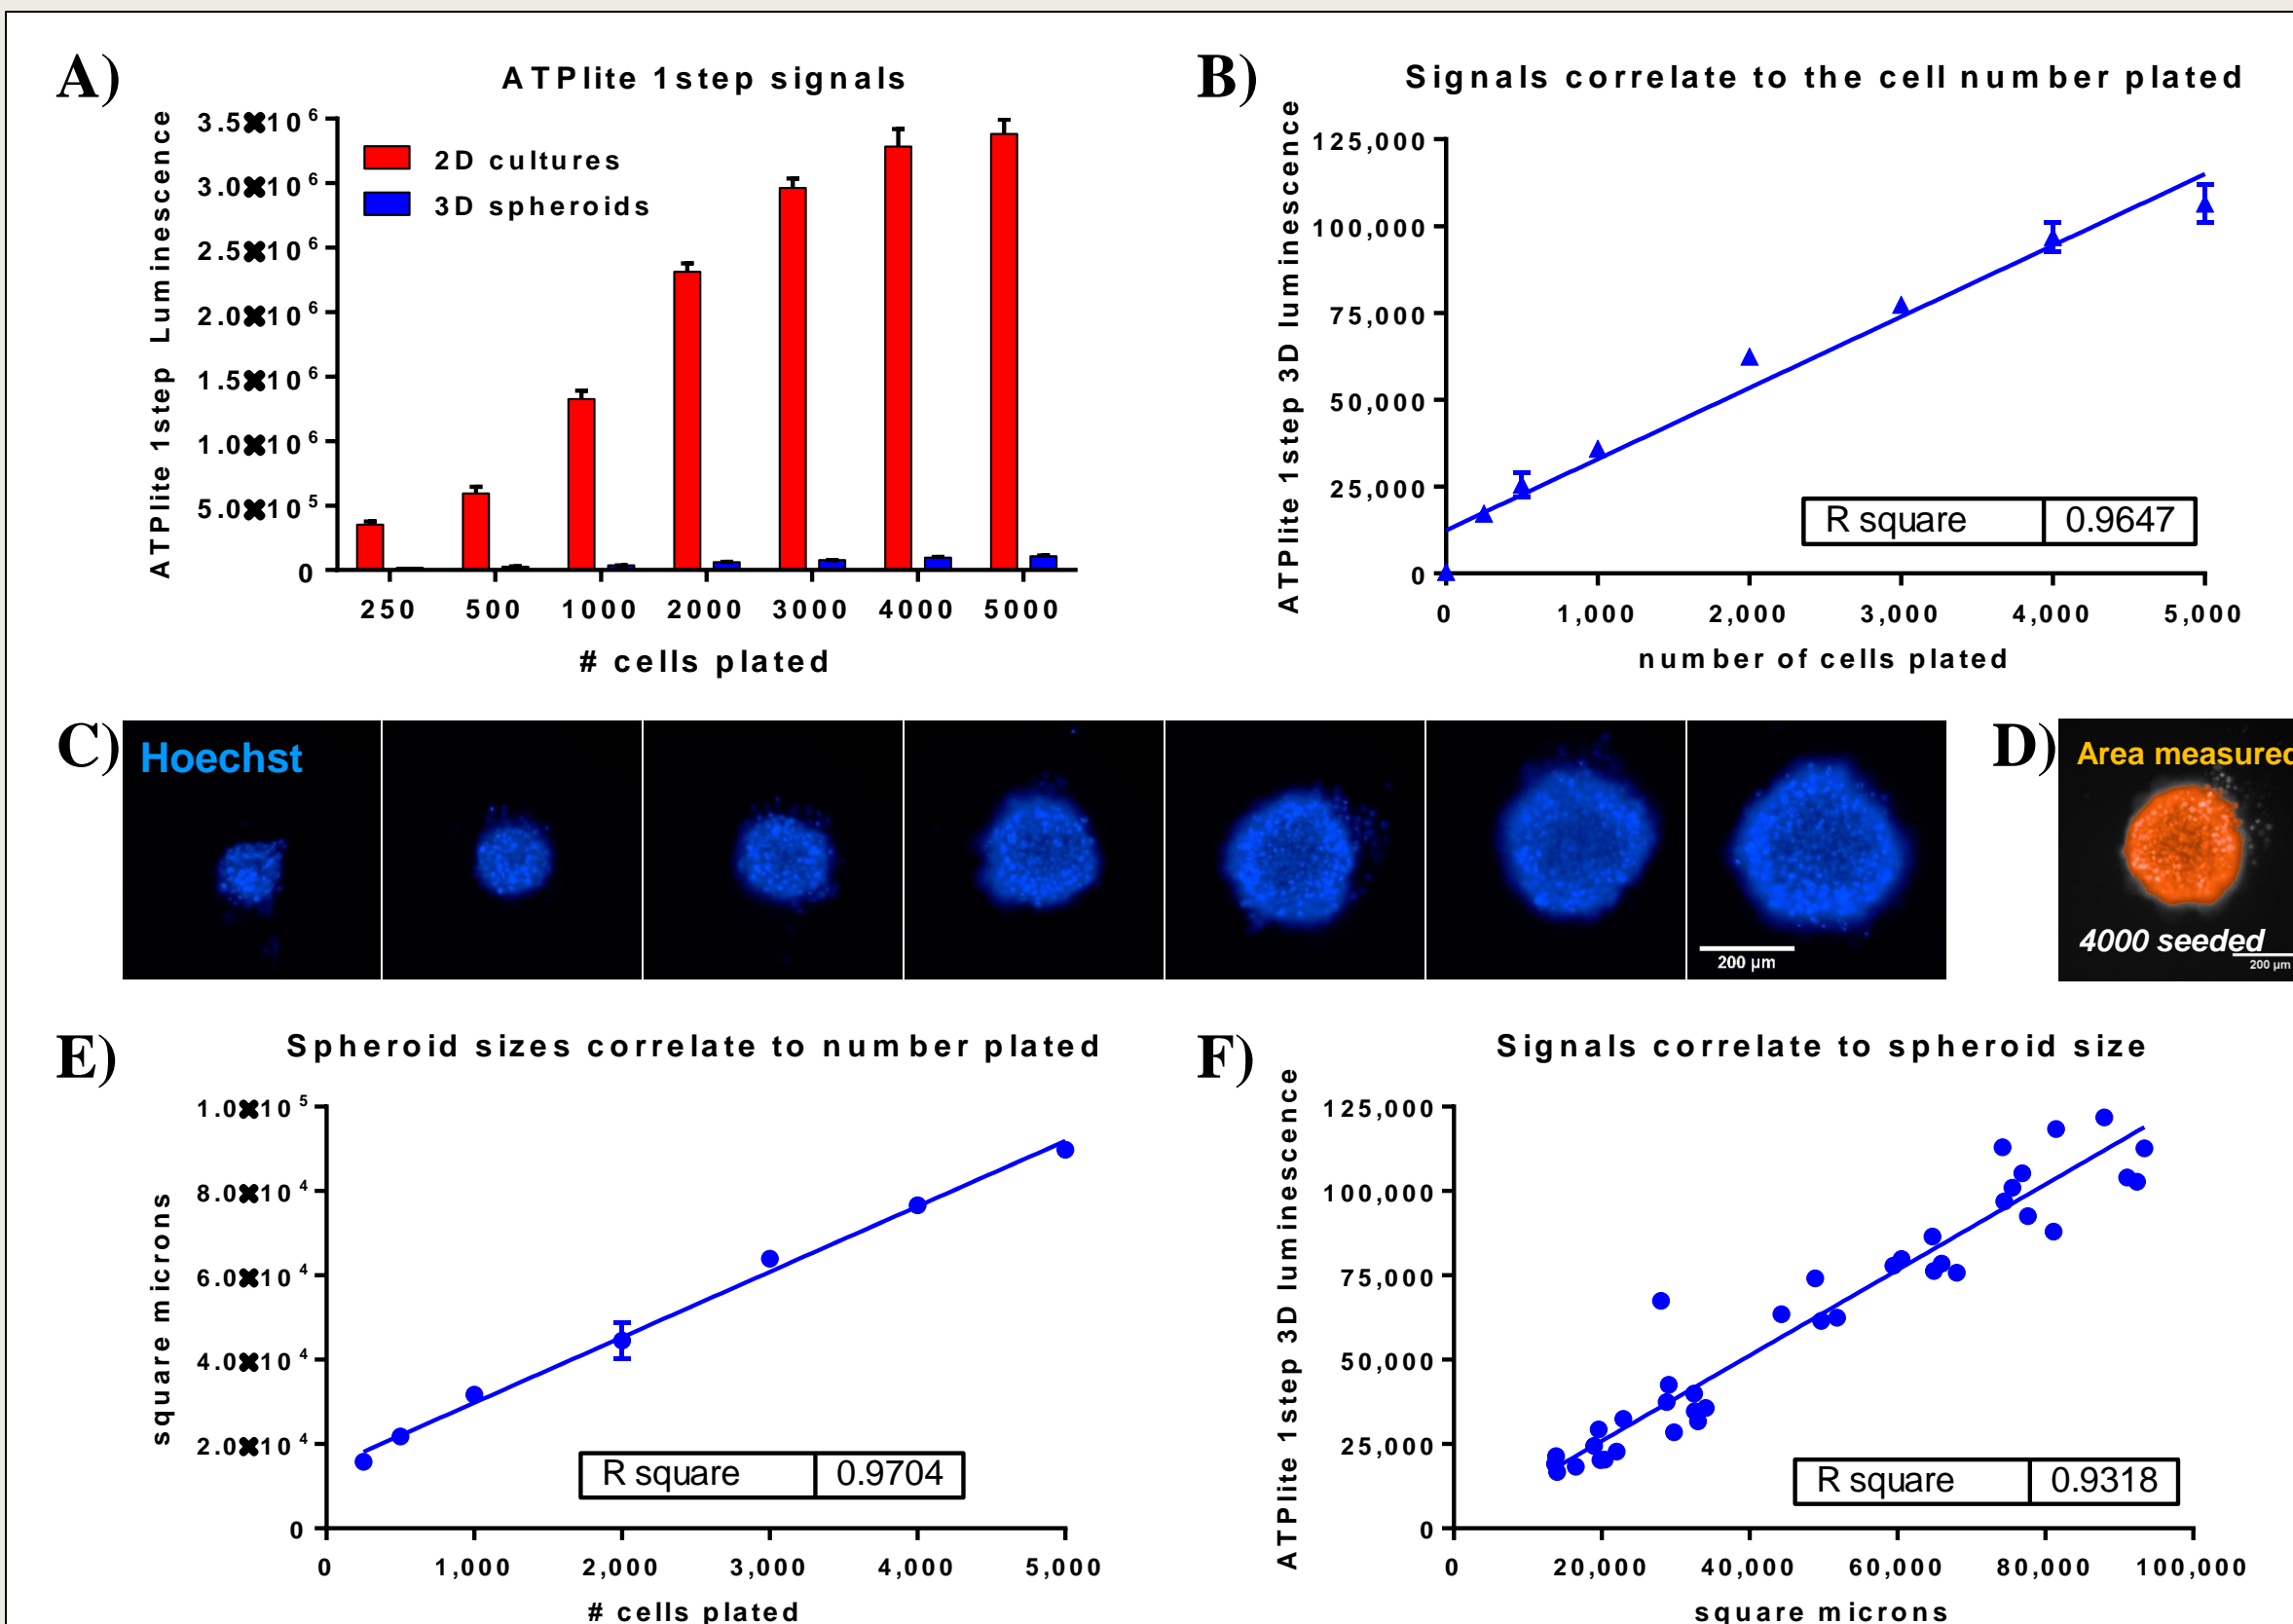 A)
ATPlite 1step signals
ATPlite 1step Luminescence
3.5✖10⁶
3.0✖10⁶
2.5✖10⁶
2.0✖10⁶
1.5✖10⁶
1.0✖10⁶
5.0✖10⁵
0
2D cultures
3D spheroids
250 500 1000 2000 3000 4000 5000
# cells plated
B)
Signals correlate to the cell number plated
ATPlite 1step 3D luminescence
125,000
100,000
75,000
50,000
25,000
0
R square 0.9647
0 1,000 2,000 3,000 4,000 5,000
number of cells plated
C)
Hoechst
200 µm
D)
Area measured
4000 seeded
200 µm
E)
Spheroid sizes correlate to number plated
square microns
1.0✖10⁵
8.0✖10⁴
6.0✖10⁴
4.0✖10⁴
2.0✖10⁴
0
R square 0.9704
0 1,000 2,000 3,000 4,000 5,000
# cells plated
F)
Signals correlate to spheroid size
ATPlite 1step 3D luminescence
125,000
100,000
75,000
50,000
25,000
0
R square 0.9318
0 20,000 40,000 60,000 80,000 100,000
square microns